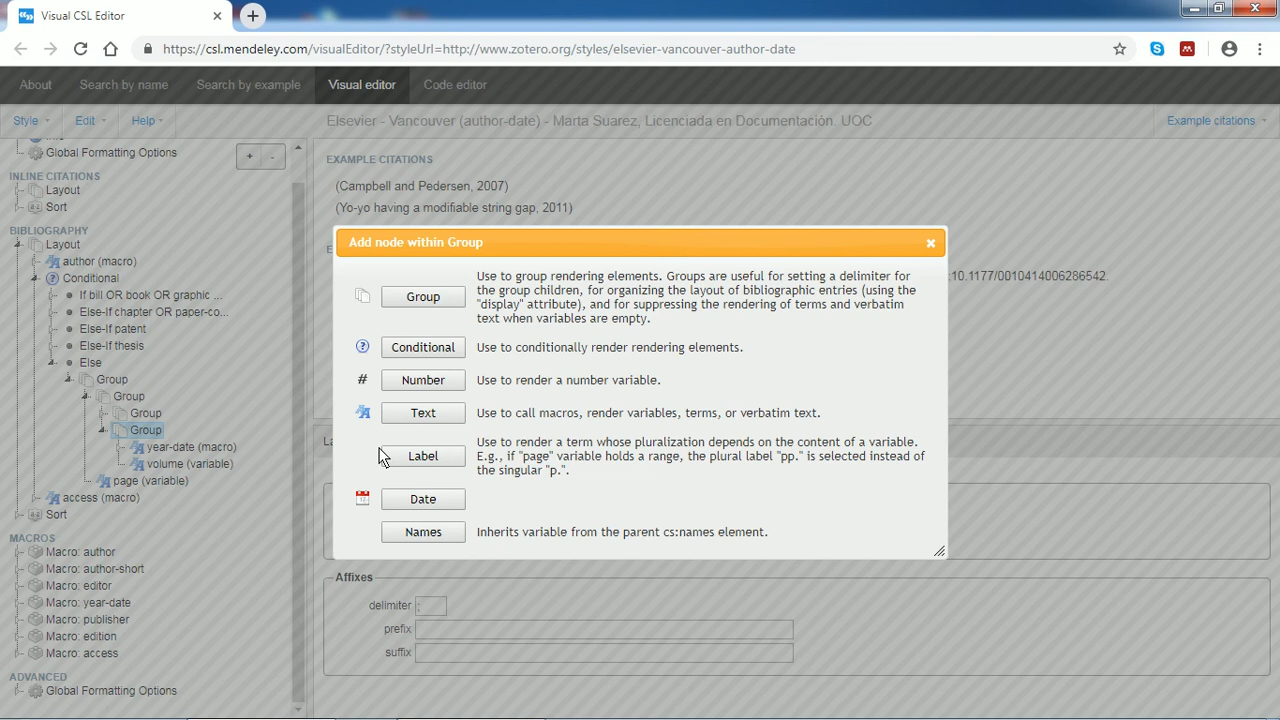 Visual CSL Editor
https://csl.mendeley.com/visualEditor/?styleUrl=http://www.zotero.org/styles/elsevier-vancouver-author-date
About Search by name Search by example Visual editor Code editor
Style Edit Help Elsevier - Vancouver (author-date) - Marta Suarez, Licenciada en Documentación. UOC Example citations
Global Formatting Options
+ -
INLINE CITATIONS
Layout
Sort
BIBLIOGRAPHY
Layout
author (macro)
Conditional
If bill OR book OR graphic ...
Else-If chapter OR paper-co...
Else-If patent
Else-If thesis
Else
Group
Group
Group
Group
year-date (macro)
volume (variable)
page (variable)
access (macro)
Sort
MACROS
Macro: author
Macro: author-short
Macro: editor
Macro: year-date
Macro: publisher
Macro: edition
Macro: access
ADVANCED
Global Formatting Options
EXAMPLE CITATIONS
(Campbell and Pedersen, 2007)
(Yo-yo having a modifiable string gap, 2011)
:10.1177/0010414006286542.
Add node within Group
Group
Use to group rendering elements. Groups are useful for setting a delimiter for
the group children, for organizing the layout of bibliographic entries (using the
"display" attribute), and for suppressing the rendering of terms and verbatim
text when variables are empty.
Conditional Use to conditionally render rendering elements.
# Number Use to render a number variable.
Text Use to call macros, render variables, terms, or verbatim text.
Label
Use to render a term whose pluralization depends on the content of a variable.
E.g., if "page" variable holds a range, the plural label "pp." is selected instead of
the singular "p.".
Date
Names Inherits variable from the parent cs:names element.
Affixes
delimiter
prefix
suffix